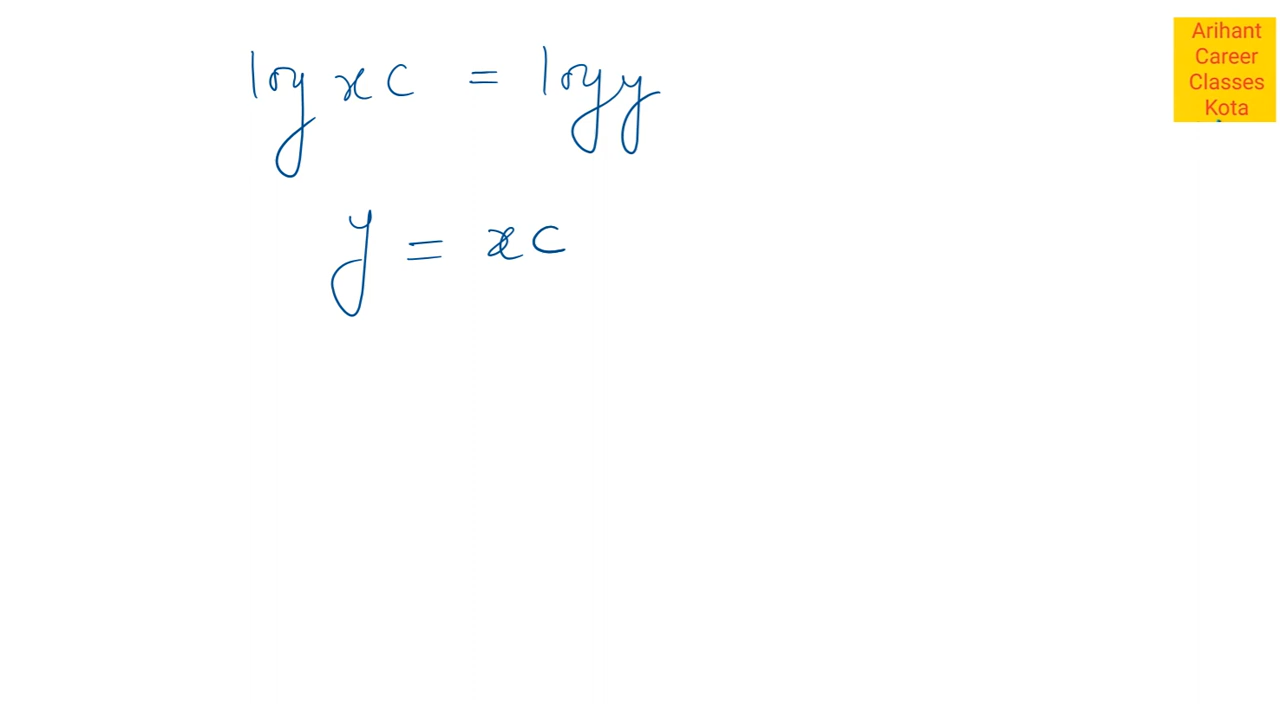 log xc = log y
y = xc
Arihant
Career
Classes
Kota